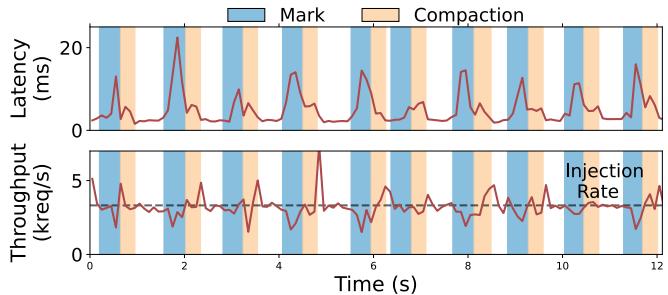 Mark Compaction
Latency
(ms)
20
0
Throughput
(kreq/s)
5
0
Injection
Rate
0 2 4 6 8 10 12
Time (s)